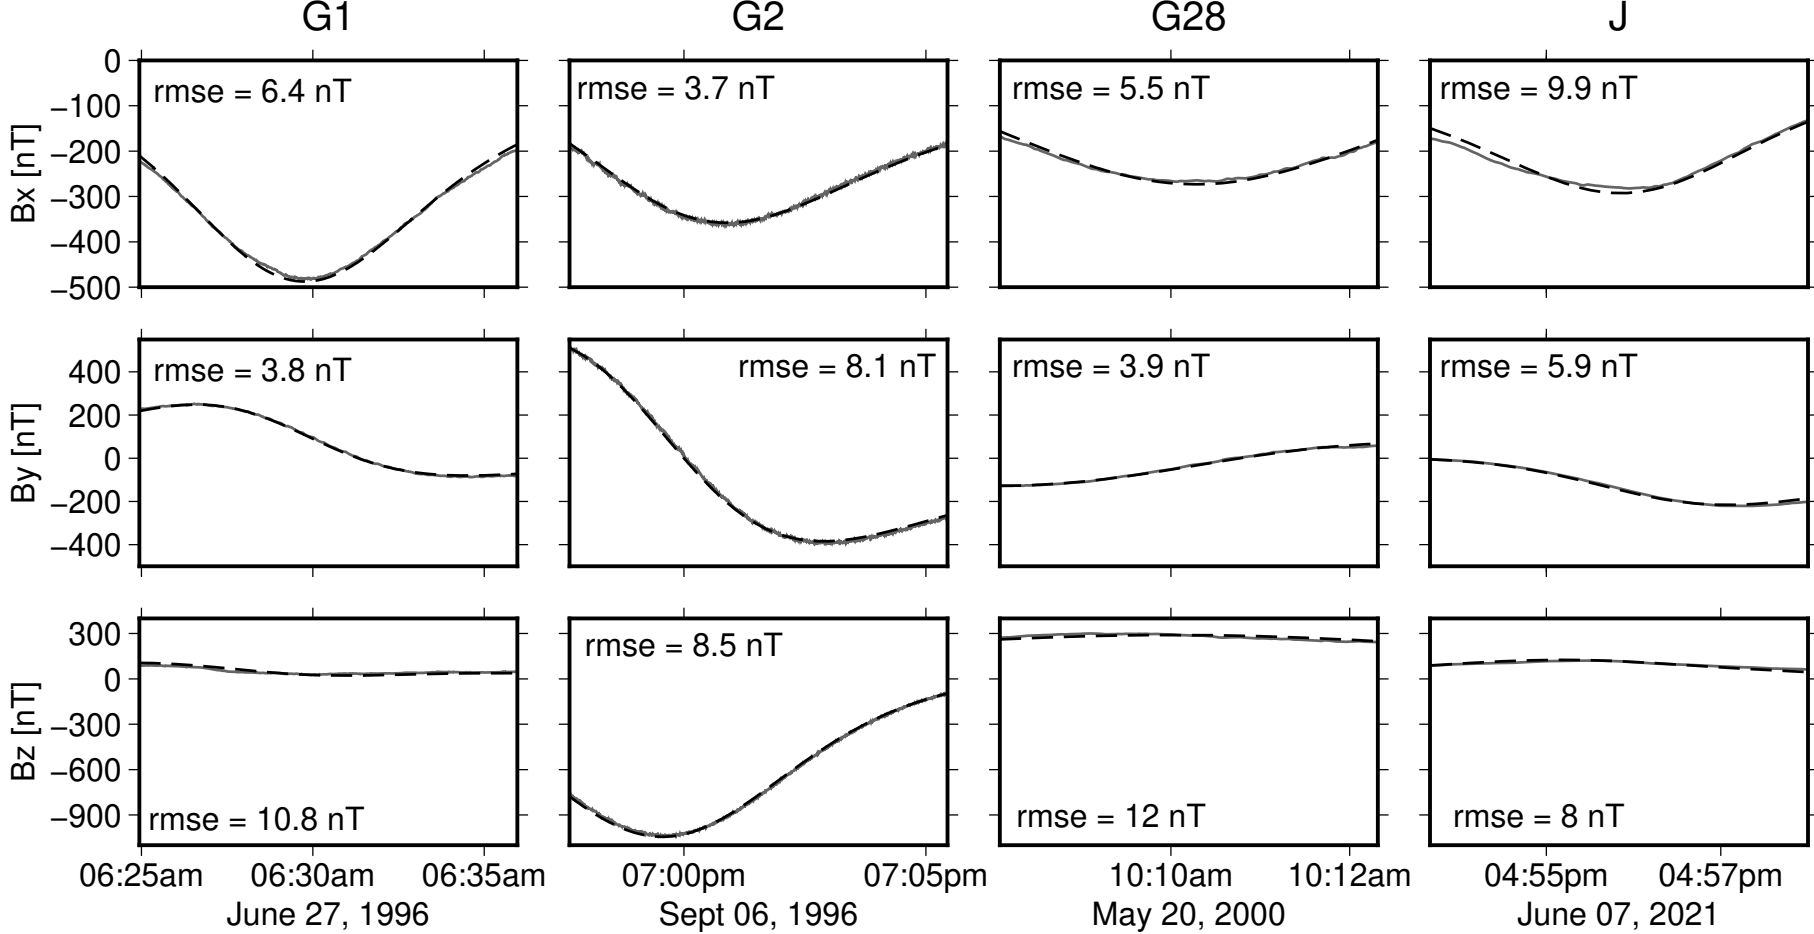 G1 G2 G28 J
0
−100
−200
−300
−400
−500
Bx [nT]
rmse = 6.4 nT
rmse = 3.7 nT
rmse = 5.5 nT
rmse = 9.9 nT
400
200
0
−200
−400
By [nT]
rmse = 3.8 nT
rmse = 8.1 nT
rmse = 3.9 nT
rmse = 5.9 nT
300
0
−300
−600
−900
Bz [nT]
rmse = 10.8 nT
rmse = 8.5 nT
rmse = 12 nT
rmse = 8 nT
06:25am 06:30am 06:35am 07:00pm 07:05pm 10:10am 10:12am 04:55pm 04:57pm
June 27, 1996 Sept 06, 1996 May 20, 2000 June 07, 2021